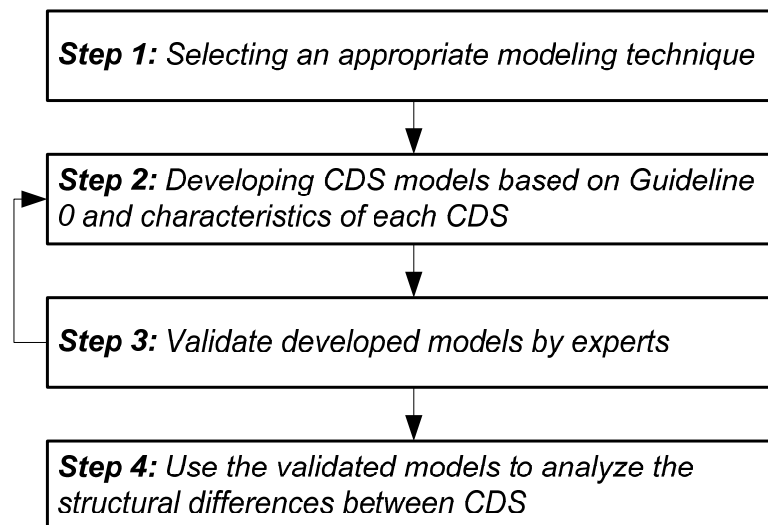 Step 1: Selecting an appropriate modeling technique
Step 2: Developing CDS models based on Guideline
0 and characteristics of each CDS
Step 3: Validate developed models by experts
Step 4: Use the validated models to analyze the
structural differences between CDS